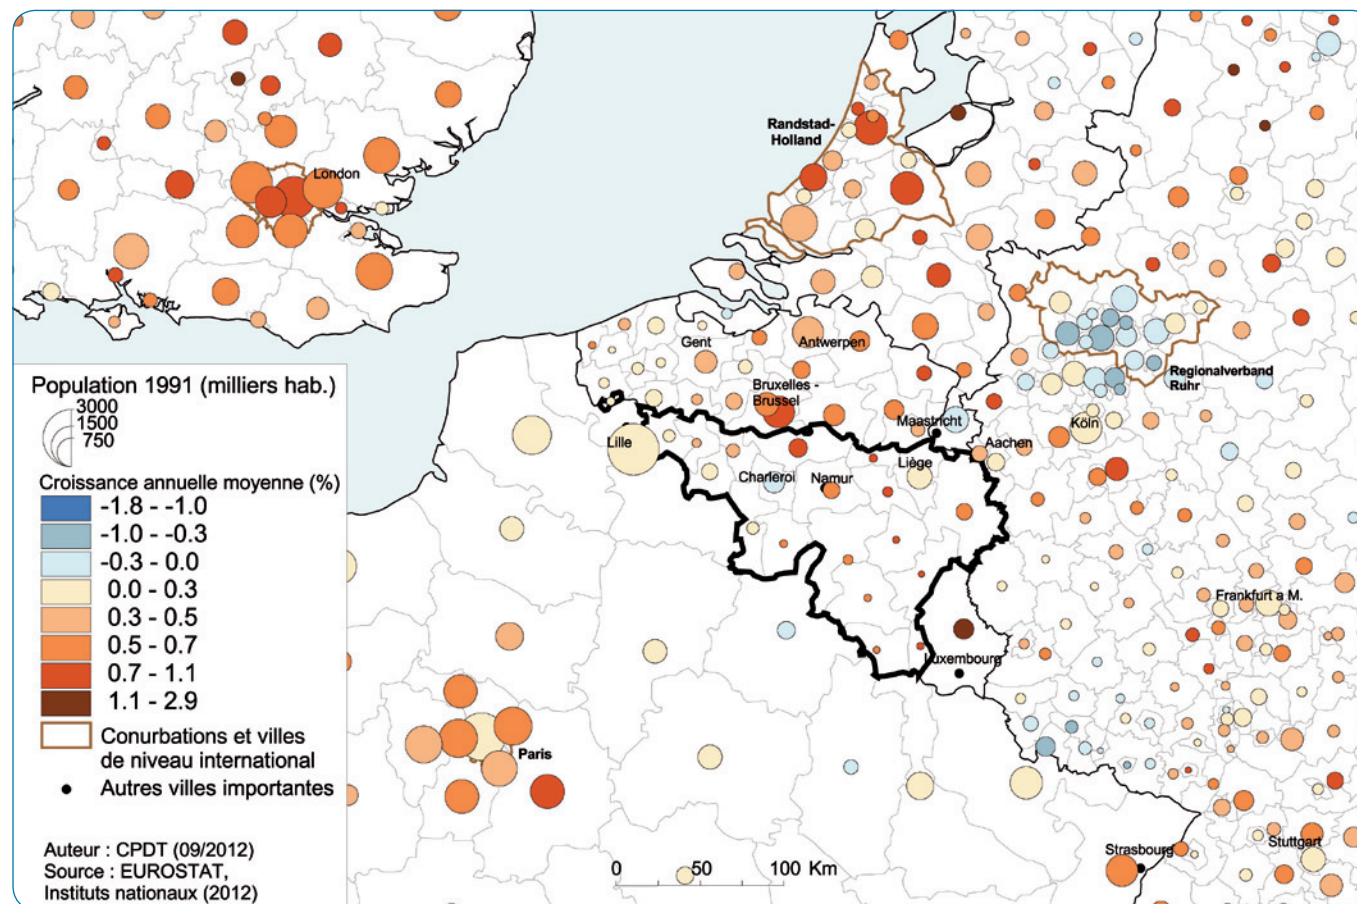 London
Randstad-
Holland
Gent
Antwerpen
Bruxelles -
Brussel
Maastricht
Regionalverband
Ruhr
Köln
Aachen
Lille
Charleroi
Namur
Liège
Frankfurt a M.
Luxembourg
Paris
Strasbourg
Stuttgart
Population 1991 (milliers hab.)
3000
1500
750
Croissance annuelle moyenne (%)
-1.8 - -1.0
-1.0 - -0.3
-0.3 - 0.0
0.0 - 0.3
0.3 - 0.5
0.5 - 0.7
0.7 - 1.1
1.1 - 2.9
Conurbations et villes
de niveau international
Autres villes importantes
Auteur : CPDT (09/2012)
Source : EUROSTAT,
Instituts nationaux (2012)
0 50 100 Km